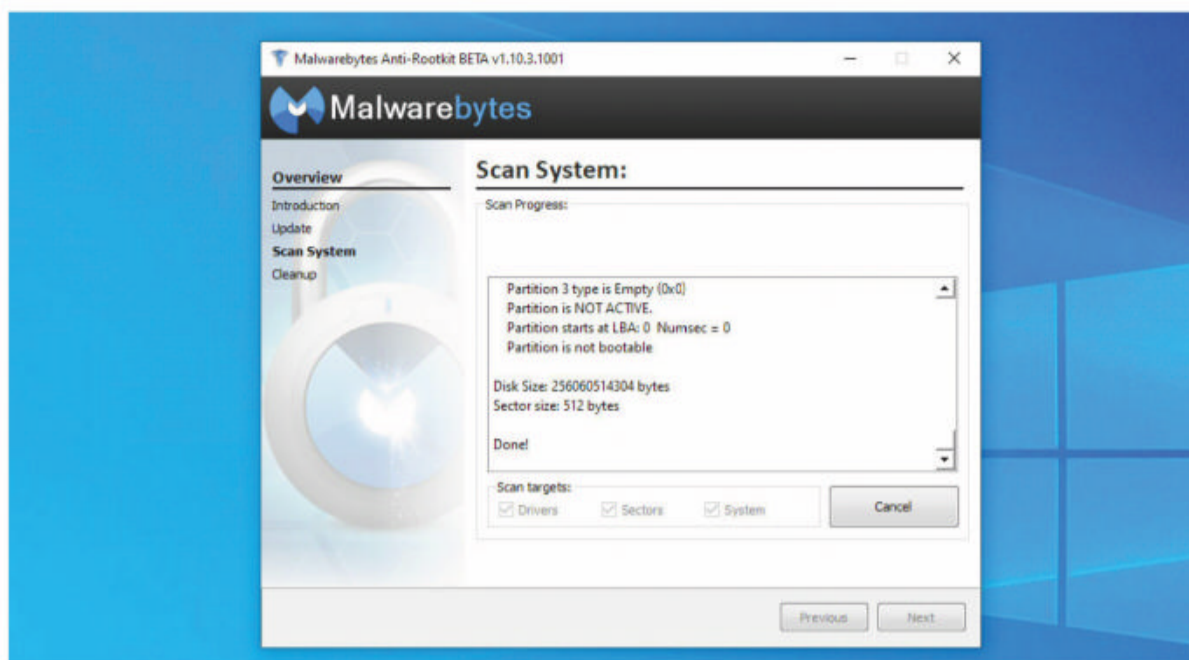 Malwarebytes Anti-Rootkit BETA v1.10.3.1001
Malwarebytes
Overview
Introduction
Update
Scan System
Cleanup
Scan System:
Scan Progress:
Partition 3 type is Empty (0x0)
Partition is NOT ACTIVE.
Partition starts at LBA: 0 Numsec = 0
Partition is not bootable
Disk Size: 256060514304 bytes
Sector size: 512 bytes
Done!
Scan targets:
Drivers Sectors System
Cancel
Previous Next